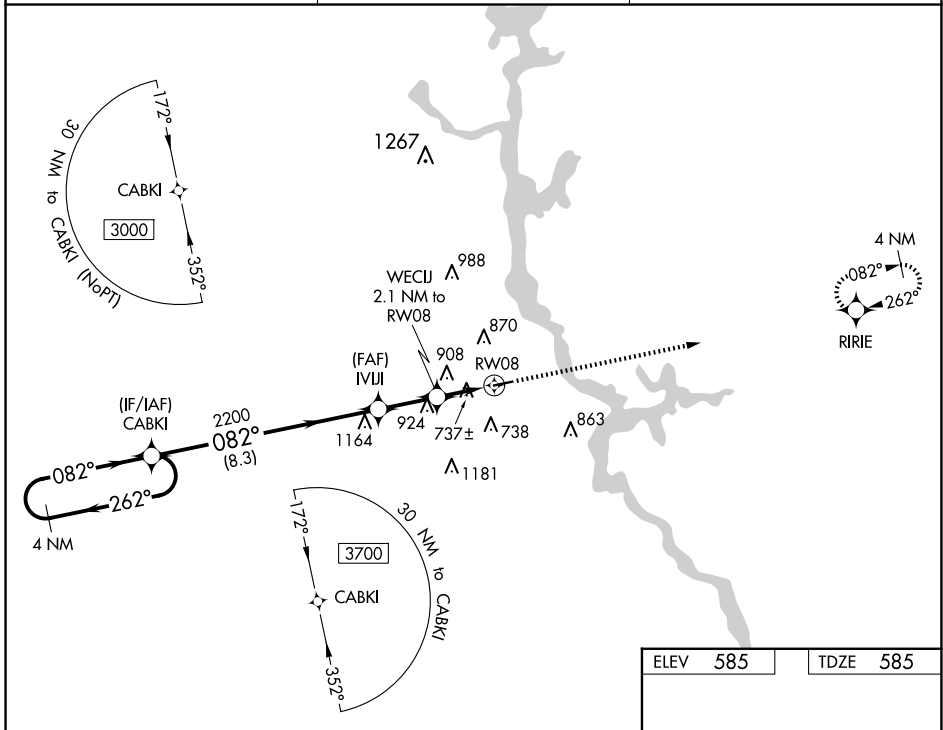 172°
30 NM to CABKI (NoPT)
CABKI
3000
352°
1267
4 NM
082°
262°
RIRIE
988
WECIJ
2.1 NM to
RW08
870
908
RW08
(FAF)
IVIJI
(IF/IAF)
CABKI
2200
082°
(8.3)
1164
924
737±
738
863
1181
082°
262°
4 NM
172°
30 NM to CABKI
3700
CABKI
352°
ELEV 585
TDZE 585